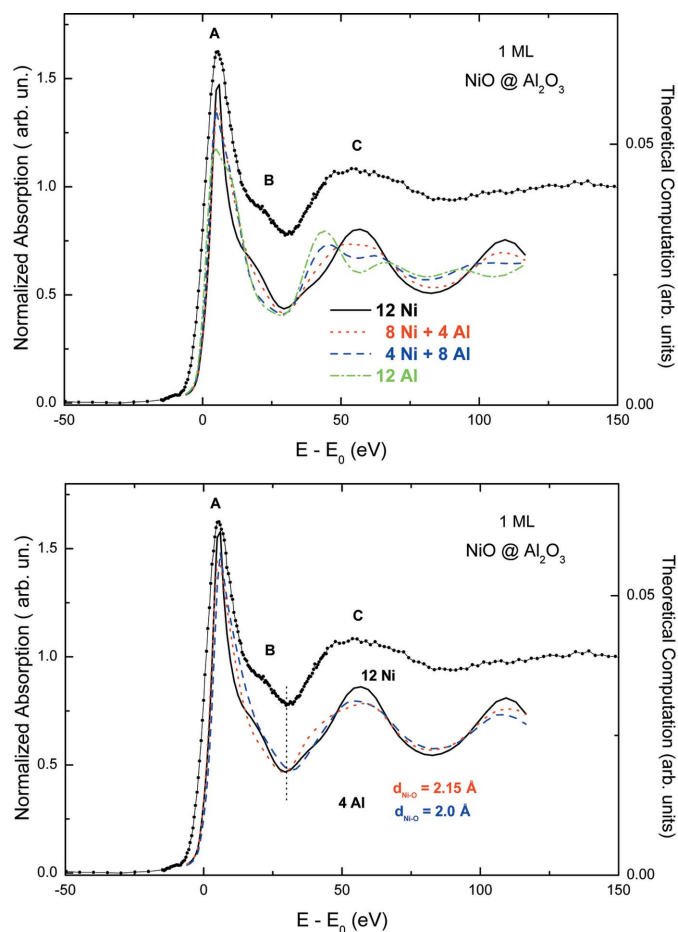 A
1 ML
NiO @ Al₂O₃
B
C
12 Ni
8 Ni + 4 Al
4 Ni + 8 Al
12 Al
1.5
1.0
0.5
0.0
0.05
0.00
-50
0
50
100
150
Normalized Absorption ( arb. un.)
Theoretical Computation (arb. units)
E - E₀ (eV)
A
1 ML
NiO @ Al₂O₃
B
C
12 Ni
4 Al
d_Ni-O = 2.15 Å
d_Ni-O = 2.0 Å
1.5
1.0
0.5
0.0
0.05
0.00
-50
0
50
100
150
Normalized Absorption ( arb. un.)
Theoretical Computation (arb. units)
E - E₀ (eV)